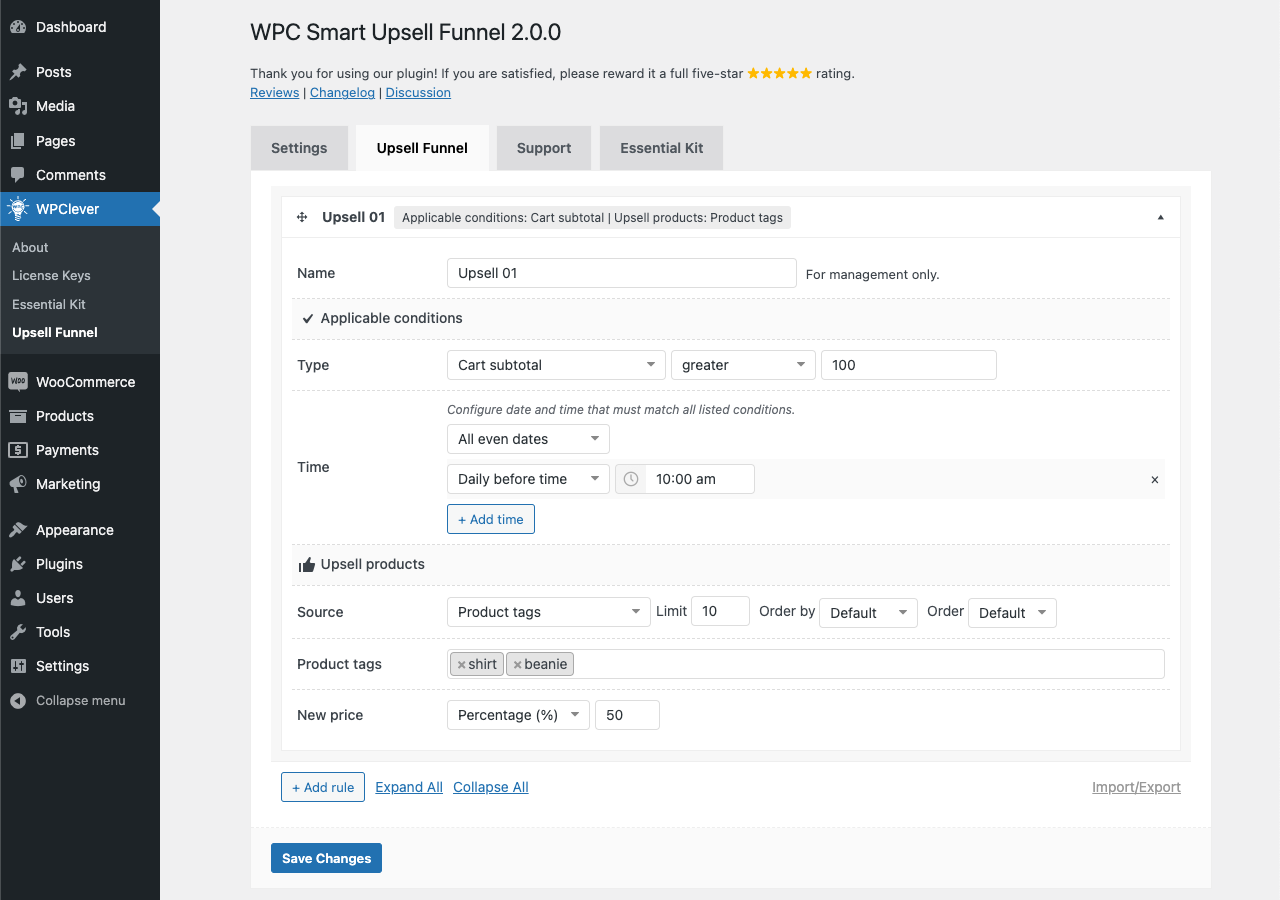 Dashboard
Posts
Media
Pages
Comments
WPClever
About
License Keys
Essential Kit
Upsell Funnel
WooCommerce
Products
Payments
Marketing
Appearance
Plugins
Users
Tools
Settings
Collapse menu
WPC Smart Upsell Funnel 2.0.0
Thank you for using our plugin! If you are satisfied, please reward it a full five-star ★★★★★ rating.
Reviews | Changelog | Discussion
Settings Upsell Funnel Support Essential Kit
Upsell 01 Applicable conditions: Cart subtotal | Upsell products: Product tags
Name Upsell 01 For management only.
Applicable conditions
Type Cart subtotal greater 100
Configure date and time that must match all listed conditions.
All even dates
Time
Daily before time 10:00 am ×
+ Add time
Upsell products
Source Product tags Limit 10 Order by Default Order Default
Product tags × shirt × beanie
New price Percentage (%) 50
+ Add rule Expand All Collapse All Import/Export
Save Changes